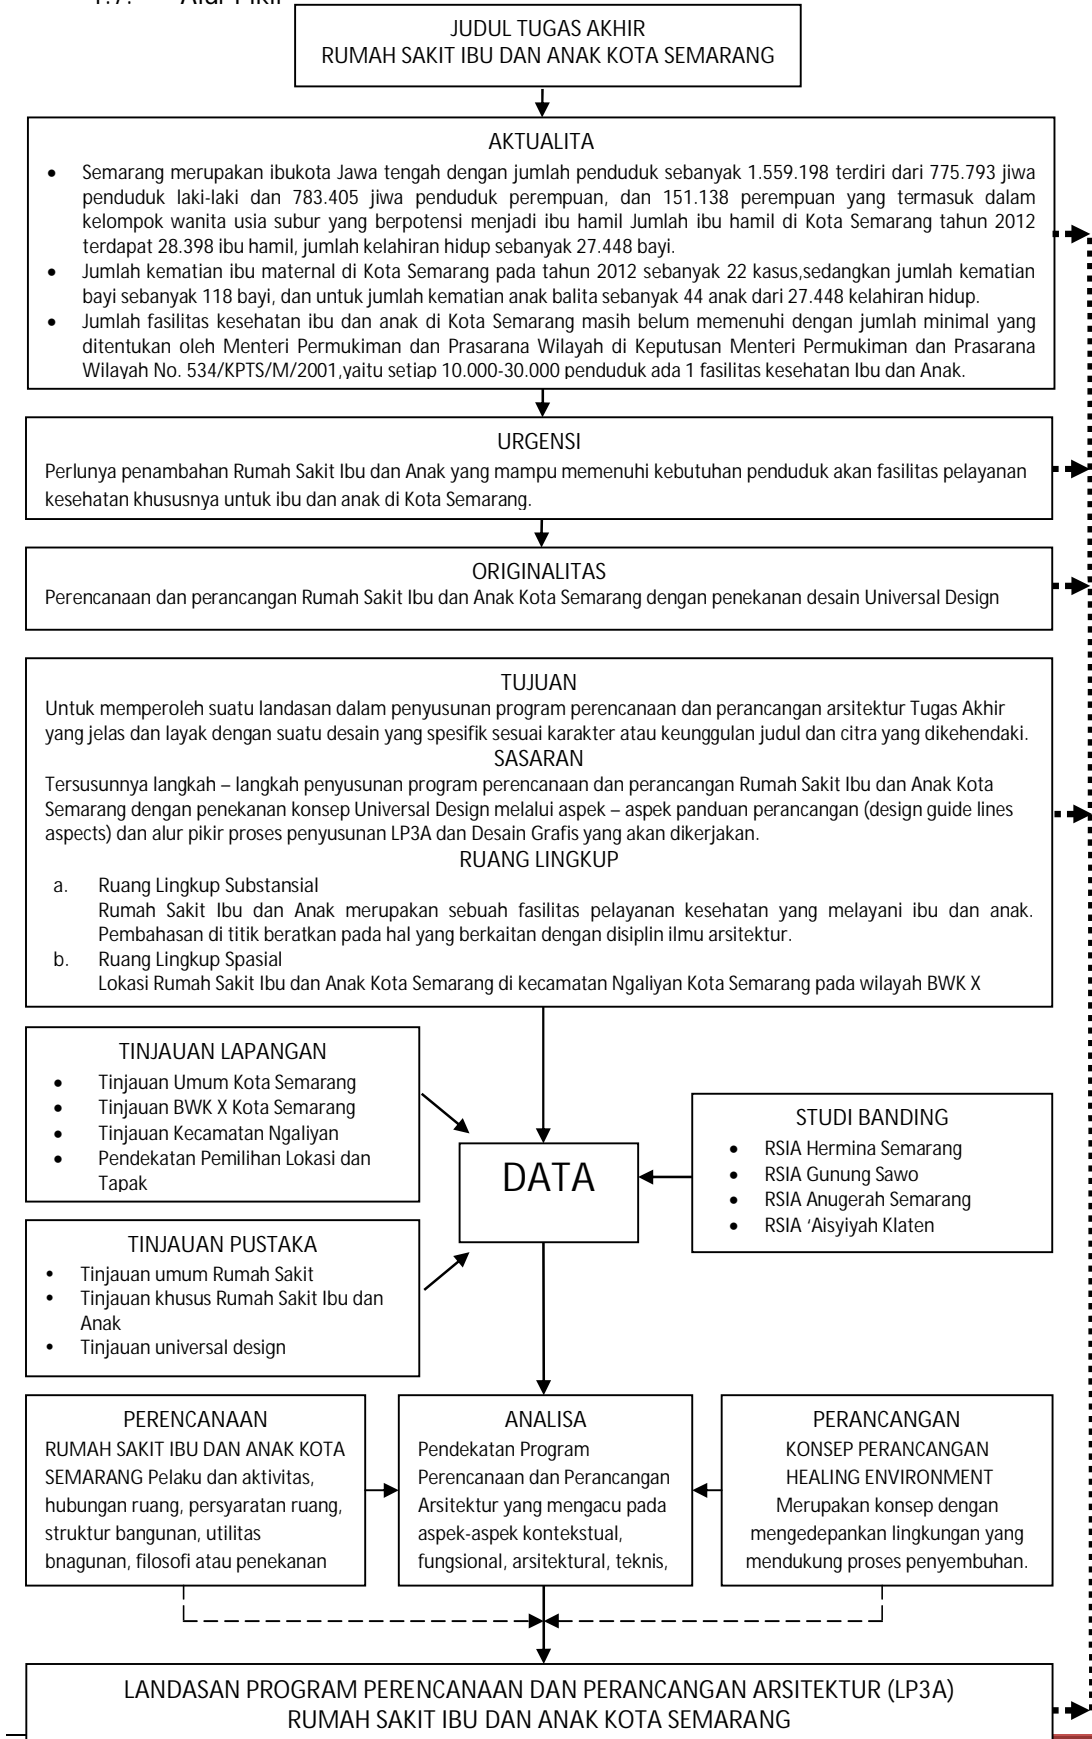 1.7. Alur Pikir
JUDUL TUGAS AKHIR
RUMAH SAKIT IBU DAN ANAK KOTA SEMARANG
AKTUALITA
• Semarang merupakan ibukota Jawa tengah dengan jumlah penduduk sebanyak 1.559.198 terdiri dari 775.793 jiwa
penduduk laki-laki dan 783.405 jiwa penduduk perempuan, dan 151.138 perempuan yang termasuk dalam
kelompok wanita usia subur yang berpotensi menjadi ibu hamil Jumlah ibu hamil di Kota Semarang tahun 2012
terdapat 28.398 ibu hamil, jumlah kelahiran hidup sebanyak 27.448 bayi.
• Jumlah kematian ibu maternal di Kota Semarang pada tahun 2012 sebanyak 22 kasus,sedangkan jumlah kematian
bayi sebanyak 118 bayi, dan untuk jumlah kematian anak balita sebanyak 44 anak dari 27.448 kelahiran hidup.
• Jumlah fasilitas kesehatan ibu dan anak di Kota Semarang masih belum memenuhi dengan jumlah minimal yang
ditentukan oleh Menteri Permukiman dan Prasarana Wilayah di Keputusan Menteri Permukiman dan Prasarana
Wilayah No. 534/KPTS/M/2001,yaitu setiap 10.000-30.000 penduduk ada 1 fasilitas kesehatan Ibu dan Anak.
URGENSI
Perlunya penambahan Rumah Sakit Ibu dan Anak yang mampu memenuhi kebutuhan penduduk akan fasilitas pelayanan
kesehatan khususnya untuk ibu dan anak di Kota Semarang.
ORIGINALITAS
Perencanaan dan perancangan Rumah Sakit Ibu dan Anak Kota Semarang dengan penekanan desain Universal Design
TUJUAN
Untuk memperoleh suatu landasan dalam penyusunan program perencanaan dan perancangan arsitektur Tugas Akhir
yang jelas dan layak dengan suatu desain yang spesifik sesuai karakter atau keunggulan judul dan citra yang dikehendaki.
SASARAN
Tersusunnya langkah – langkah penyusunan program perencanaan dan perancangan Rumah Sakit Ibu dan Anak Kota
Semarang dengan penekanan konsep Universal Design melalui aspek – aspek panduan perancangan (design guide lines
aspects) dan alur pikir proses penyusunan LP3A dan Desain Grafis yang akan dikerjakan.
RUANG LINGKUP
a. Ruang Lingkup Substansial
Rumah Sakit Ibu dan Anak merupakan sebuah fasilitas pelayanan kesehatan yang melayani ibu dan anak.
Pembahasan di titik beratkan pada hal yang berkaitan dengan disiplin ilmu arsitektur.
b. Ruang Lingkup Spasial
Lokasi Rumah Sakit Ibu dan Anak Kota Semarang di kecamatan Ngaliyan Kota Semarang pada wilayah BWK X
TINJAUAN LAPANGAN
• Tinjauan Umum Kota Semarang
• Tinjauan BWK X Kota Semarang
• Tinjauan Kecamatan Ngaliyan
• Pendekatan Pemilihan Lokasi dan
Tapak
DATA
STUDI BANDING
• RSIA Hermina Semarang
• RSIA Gunung Sawo
• RSIA Anugerah Semarang
• RSIA 'Aisyiyah Klaten
TINJAUAN PUSTAKA
• Tinjauan umum Rumah Sakit
• Tinjauan khusus Rumah Sakit Ibu dan
Anak
• Tinjauan universal design
PERENCANAAN
RUMAH SAKIT IBU DAN ANAK KOTA
SEMARANG Pelaku dan aktivitas,
hubungan ruang, persyaratan ruang,
struktur bangunan, utilitas
bnagunan, filosofi atau penekanan
ANALISA
Pendekatan Program
Perencanaan dan Perancangan
Arsitektur yang mengacu pada
aspek-aspek kontekstual,
fungsional, arsitektural, teknis,
PERANCANGAN
KONSEP PERANCANGAN
HEALING ENVIRONMENT
Merupakan konsep dengan
mengedepankan lingkungan yang
mendukung proses penyembuhan.
LANDASAN PROGRAM PERENCANAAN DAN PERANCANGAN ARSITEKTUR (LP3A)
RUMAH SAKIT IBU DAN ANAK KOTA SEMARANG